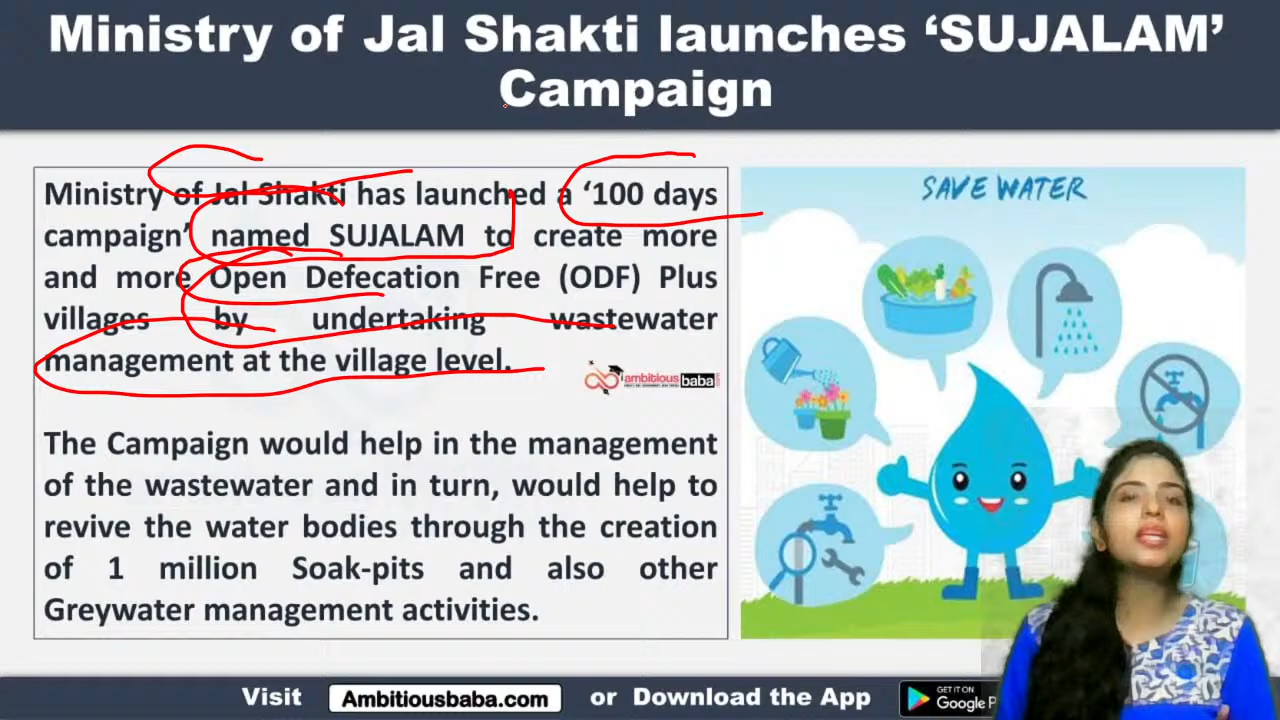 Ministry of Jal Shakti launches ‘SUJALAM’
Campaign
Ministry of Jal Shakti has launched a ‘100 days
campaign’ named SUJALAM to create more
and more Open Defecation Free (ODF) Plus
villages by undertaking wastewater
management at the village level.
ambitiousbaba
The Campaign would help in the management
of the wastewater and in turn, would help to
revive the water bodies through the creation
of 1 million Soak-pits and also other
Greywater management activities.
SAVE WATER
Visit Ambitiousbaba.com or Download the App
GET IT ON
Google